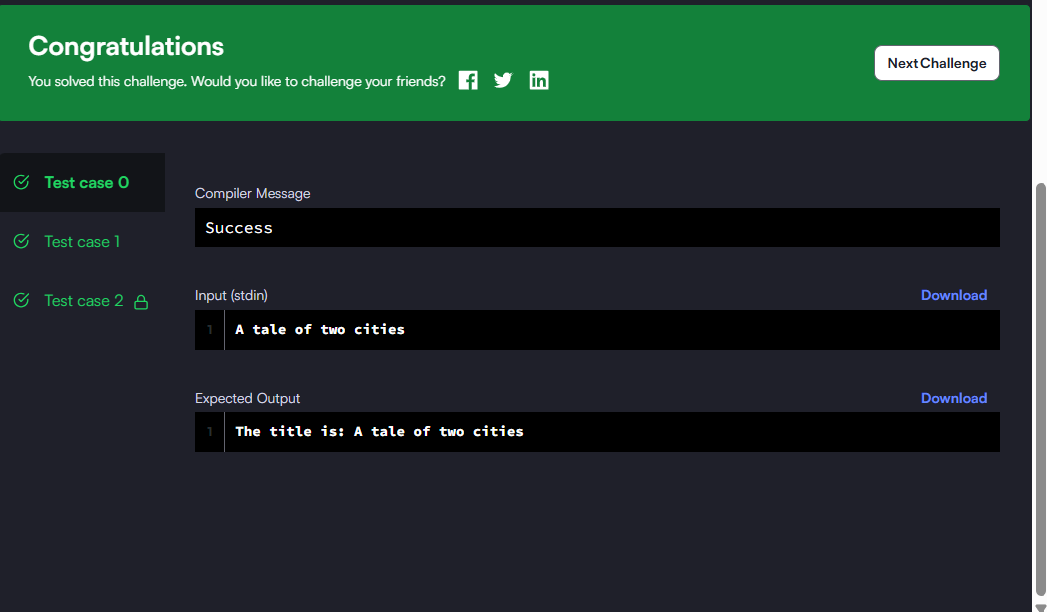 Congratulations
You solved this challenge. Would you like to challenge your friends?
Next Challenge
Test case 0
Test case 1
Test case 2
Compiler Message
Success
Input (stdin)
Download
1 A tale of two cities
Expected Output
Download
1 The title is: A tale of two cities